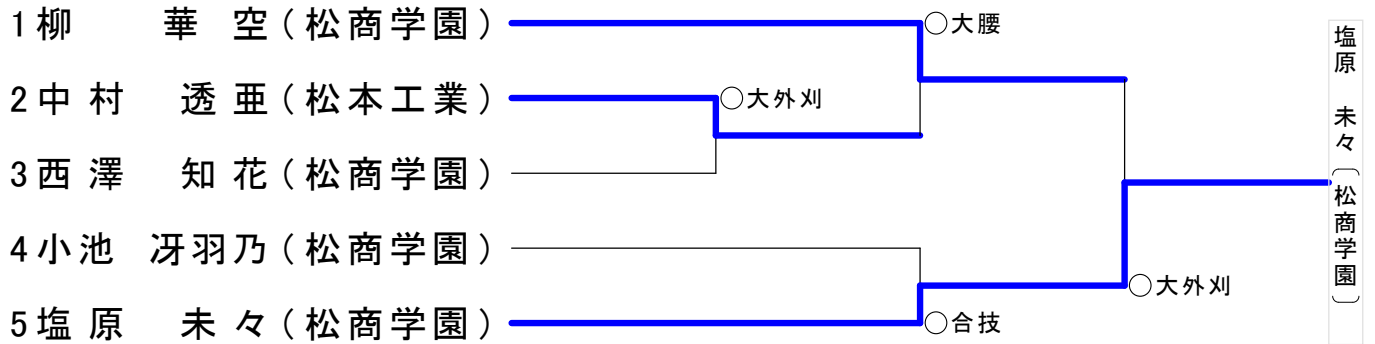 1 柳 華 空 (松商学園)
○大腰
2 中 村 透 亜 (松本工業)
○大外刈
3 西 澤 知 花 (松商学園)
4 小池 冴羽乃 (松商学園)
○大外刈
5 塩 原 未 々 (松商学園)
○合技
塩原 未々(松商学園)